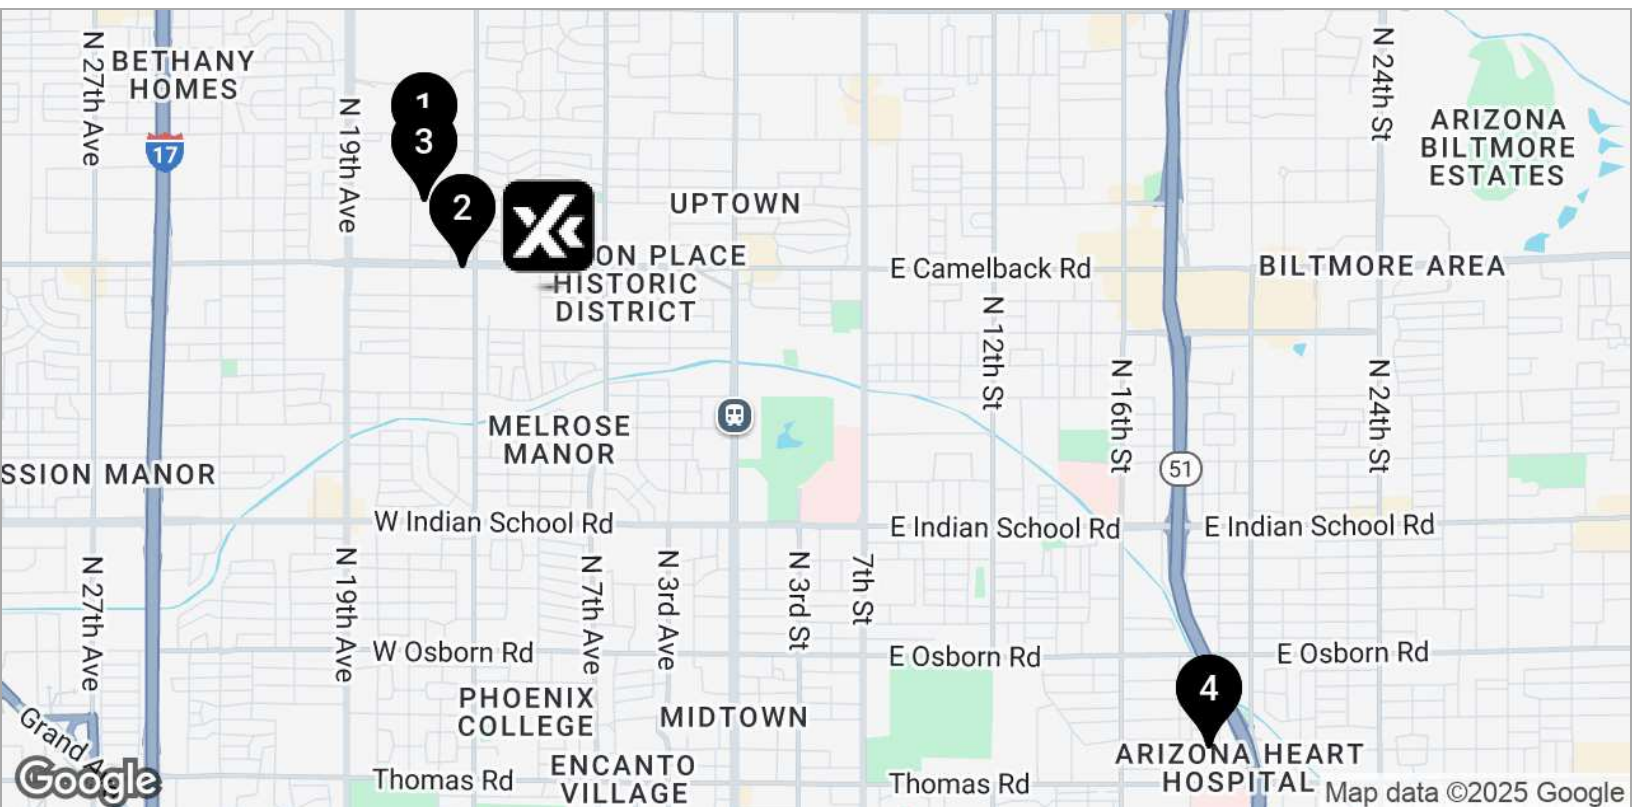 N 27th Ave
BETHANY
HOMES
17
N 19th Ave
1
3
2
UPTOWN
ON PLACE
HISTORIC
DISTRICT
E Camelback Rd
BILTMORE AREA
N 24th St
ARIZONA
BILTMORE
ESTATES
N 12th St
N 16th St
N 24th St
MELROSE
MANOR
SSION MANOR
51
W Indian School Rd
E Indian School Rd
E Indian School Rd
N 27th Ave
N 19th Ave
N 7th Ave
N 3rd Ave
N 3rd St
7th St
W Osborn Rd
E Osborn Rd
E Osborn Rd
4
PHOENIX
COLLEGE
MIDTOWN
Grand Ave
ENCANTO
VILLAGE
Thomas Rd
Thomas Rd
ARIZONA HEART
HOSPITAL
Google
Map data ©2025 Google